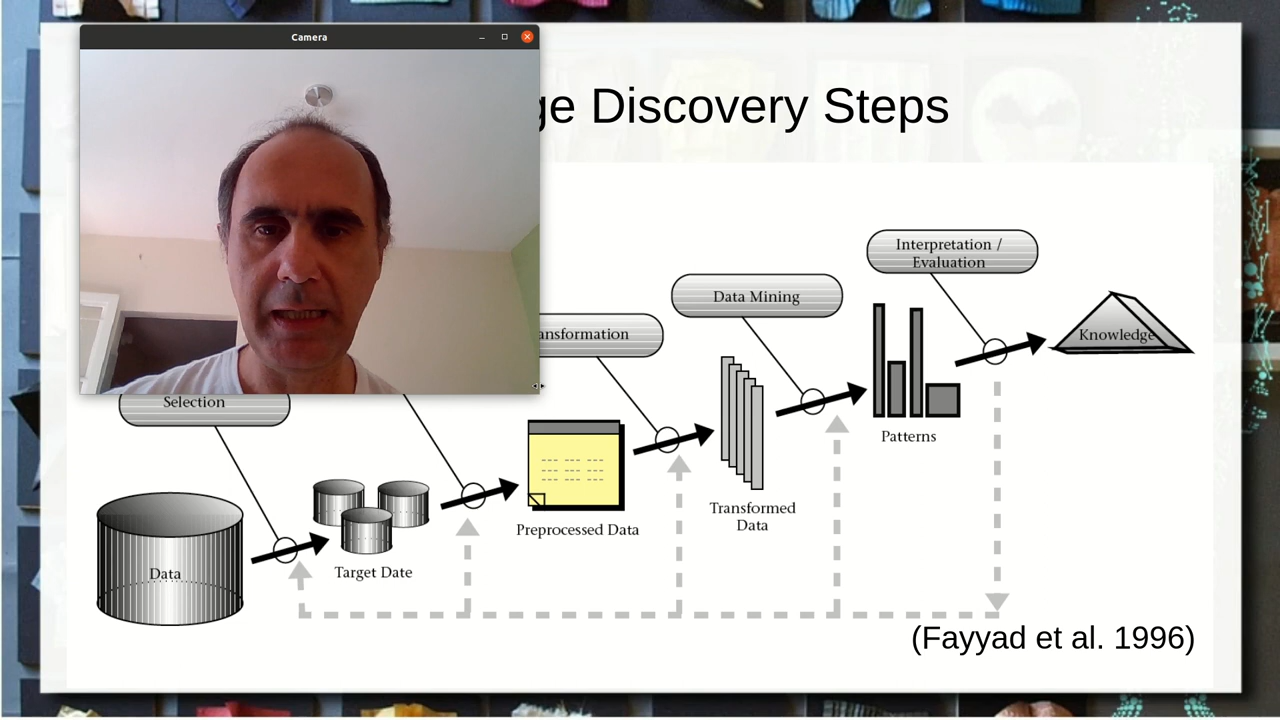 Camera
ge Discovery Steps
Interpretation /
Evaluation
Data Mining
ansformation
Knowledge
Selection
Patterns
Transformed
Data
Preprocessed Data
Target Date
Data
(Fayyad et al. 1996)